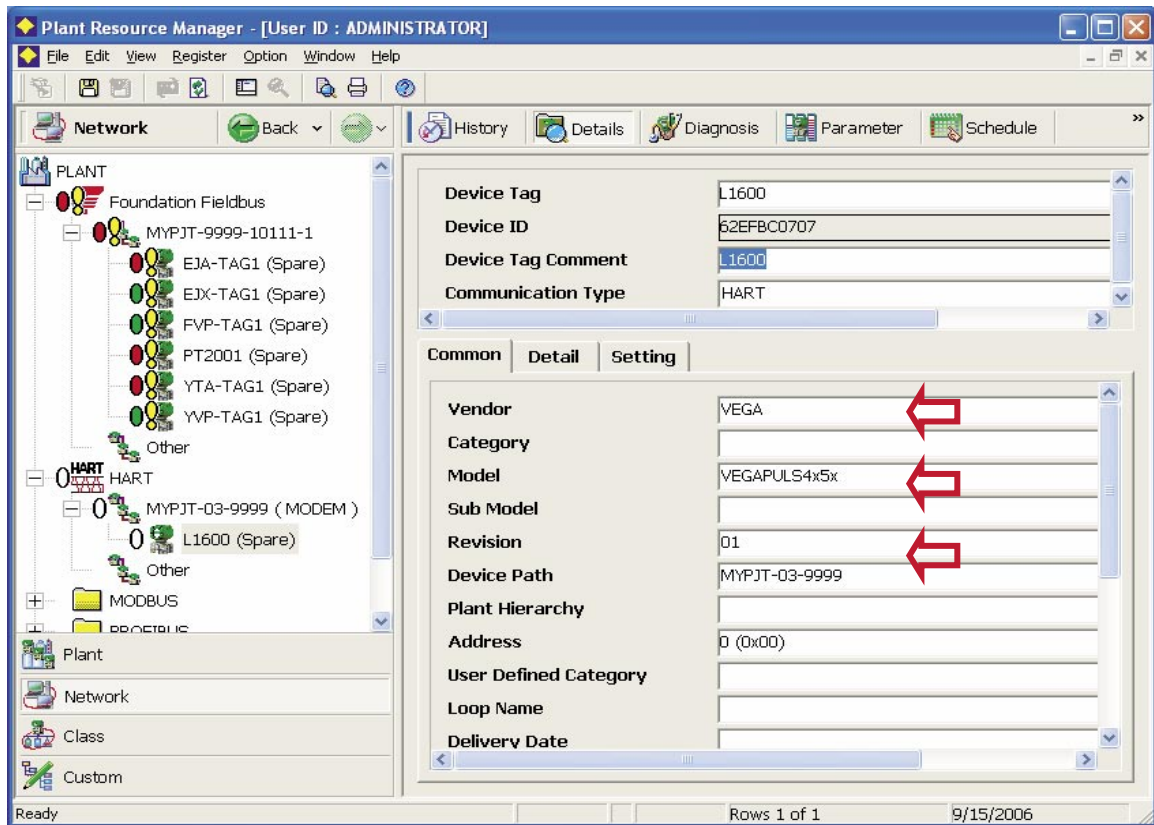 Plant Resource Manager - [User ID : ADMINISTRATOR]
File Edit View Register Option Window Help
Network Back History Details Diagnosis Parameter Schedule »
PLANT
Foundation Fieldbus
MYPJT-9999-10111-1
EJA-TAG1 (Spare)
EJX-TAG1 (Spare)
FVP-TAG1 (Spare)
PT2001 (Spare)
YTA-TAG1 (Spare)
YVP-TAG1 (Spare)
Other
HART HART
MYPJT-03-9999 ( MODEM )
L1600 (Spare)
Other
MODBUS
PROFIBUS
Plant
Network
Class
Custom
Device Tag L1600
Device ID 62EFBC0707
Device Tag Comment L1600
Communication Type HART
Common Detail Setting
Vendor VEGA
Category
Model VEGAPULS4x5x
Sub Model
Revision 01
Device Path MYPJT-03-9999
Plant Hierarchy
Address 0 (0x00)
User Defined Category
Loop Name
Delivery Date
Ready Rows 1 of 1 9/15/2006